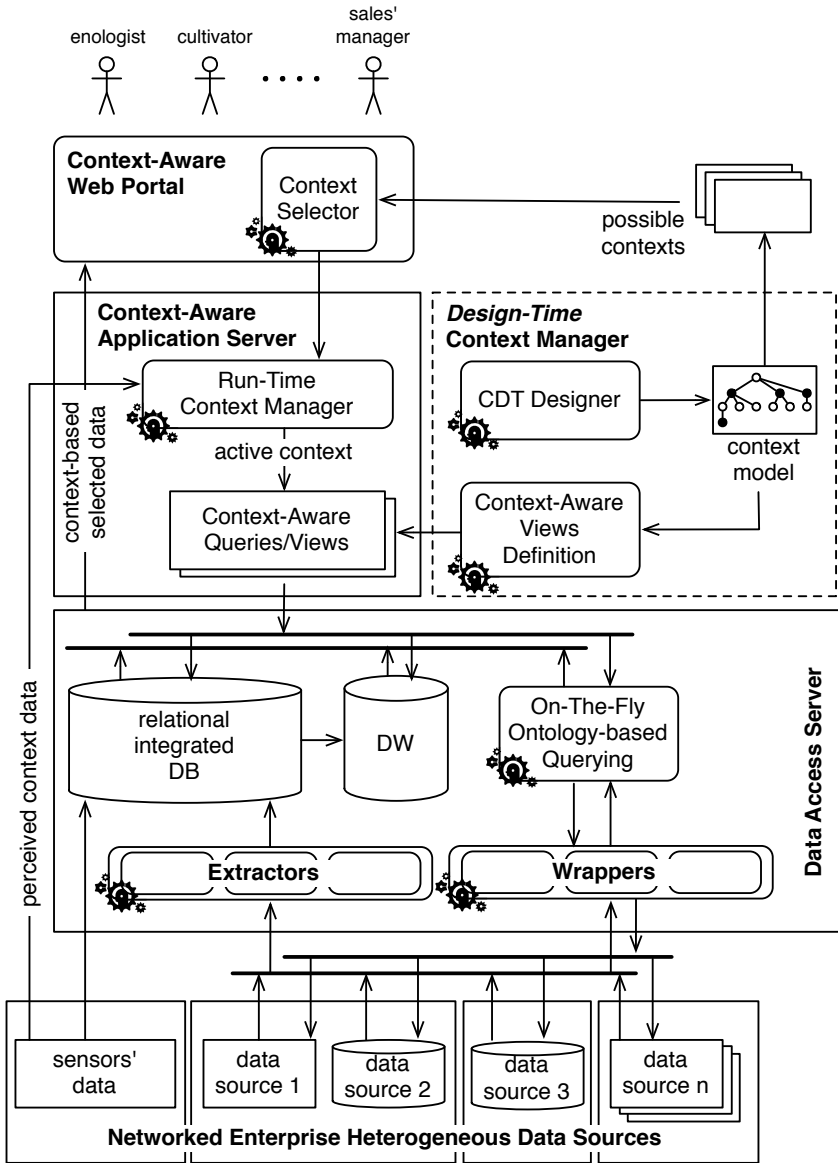 enologist
cultivator
sales'
manager
Context-Aware
Web Portal
Context
Selector
possible
contexts
Context-Aware
Application Server
Design-Time
Context Manager
Run-Time
Context Manager
CDT Designer
active context
context
model
context-based
selected data
Context-Aware
Queries/Views
Context-Aware
Views
Definition
perceived context data
relational
integrated
DB
DW
On-The-Fly
Ontology-based
Querying
Data Access Server
Extractors
Wrappers
sensors'
data
data
source 1
data
source 2
data
source 3
data
source n
Networked Enterprise Heterogeneous Data Sources